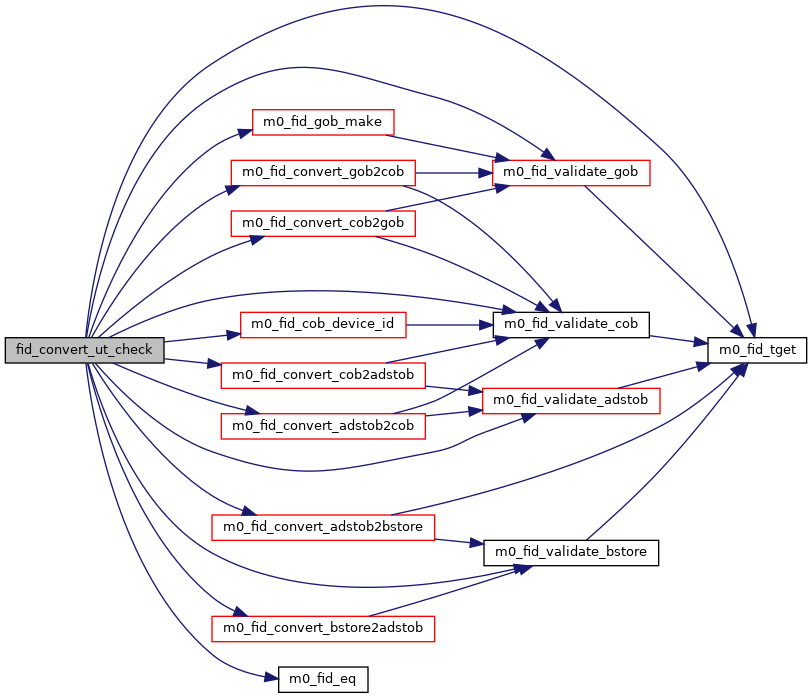 m0_fid_gob_make
m0_fid_convert_gob2cob
m0_fid_validate_gob
m0_fid_convert_cob2gob
m0_fid_cob_device_id
m0_fid_validate_cob
fid_convert_ut_check
m0_fid_tget
m0_fid_convert_cob2adstob
m0_fid_validate_adstob
m0_fid_convert_adstob2cob
m0_fid_convert_adstob2bstore
m0_fid_validate_bstore
m0_fid_convert_bstore2adstob
m0_fid_eq